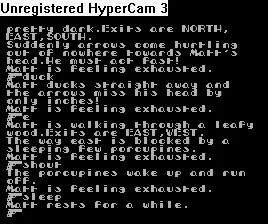 Unregistered HyperCam 3
pretty dark.Exits are NORTH,
EAST,SOUTH.
Suddenly arrows come hurtling
out of nowhere towards Matt's
head.He must act fast!
Matt is feeling exhausted.
duck
Matt ducks straight away and
the arrows miss his head by
only inches!
Matt is feeling exhausted.
e
Matt is walking through a leafy
wood.Exits are EAST,WEST.
The way east is blocked by a
sleeping few porcupines.
Matt is feeling exhausted.
shout
The porcupines wake up and run
off.
Matt is feeling exhausted.
sleep
Matt rests for a while.